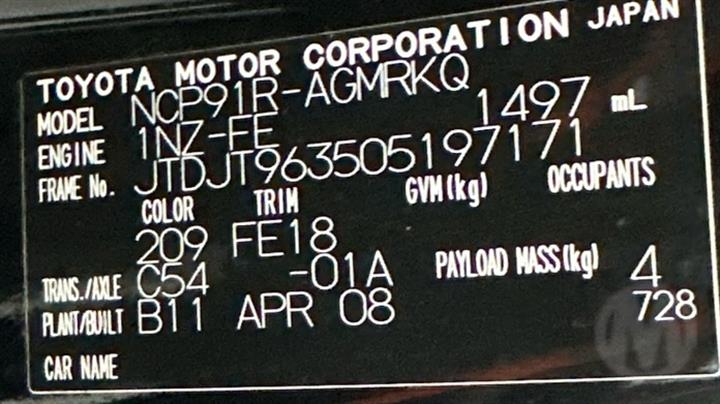 TOYOTA MOTOR CORPORATION JAPAN
MODEL NCP91R-AGMRKQ
ENGINE 1NZ-FE 1497 mL
FRAME No. JTDJT963505197171
COLOR TRIM GVM(kg) OCCUPANTS
209 FE18
TRANS./AXLE C54 -01A PAYLOAD MASS(kg) 4
PLANT/BUILT B11 APR 08 728
CAR NAME
M